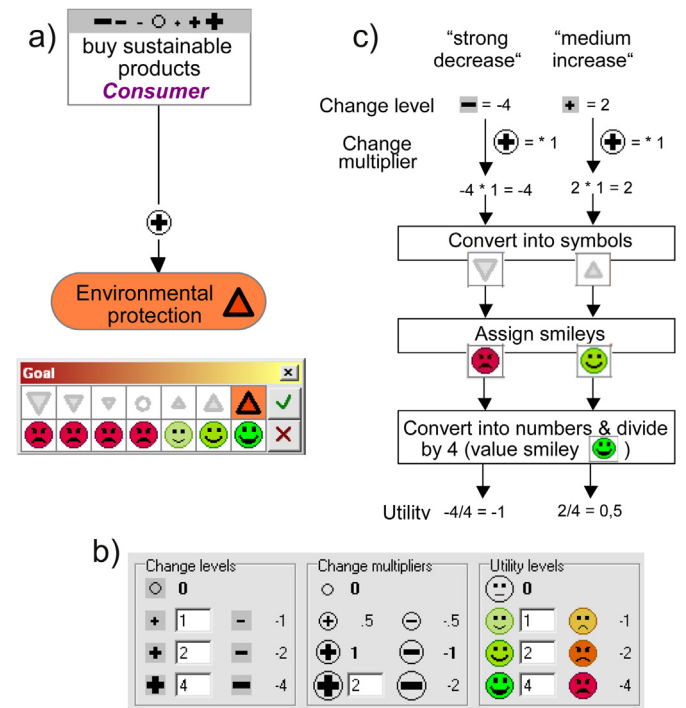 a)
buy sustainable
products
Consumer
Environmental
protection
Goal
c)
“strong
decrease“
“medium
increase“
Change level
= -4
= 2
Change
multiplier
= * 1
= * 1
-4 * 1 = -4
2 * 1 = 2
Convert into symbols
Assign smileys
Convert into numbers & divide
by 4 (value smiley )
Utility
-4/4 = -1
2/4 = 0,5
b)
Change levels
0
1 -1
2 -2
4 -4
Change multipliers
0
.5 -.5
1 -1
2 -2
Utility levels
0
1 -1
2 -2
4 -4